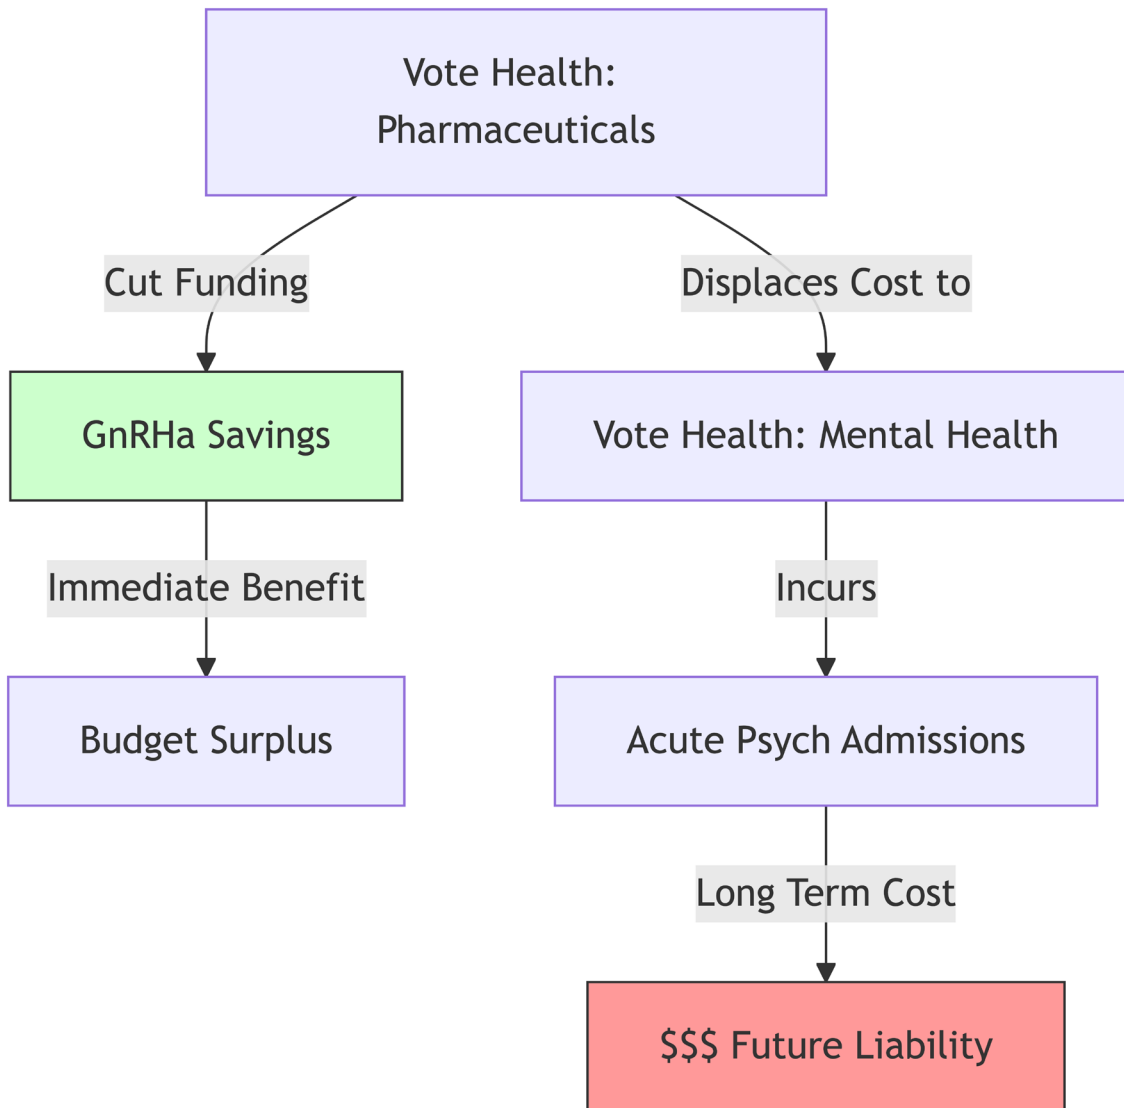 Vote Health:
Pharmaceuticals
Cut Funding
Displaces Cost to
GnRHa Savings
Vote Health: Mental Health
Immediate Benefit
Incurs
Budget Surplus
Acute Psych Admissions
Long Term Cost
$$$ Future Liability